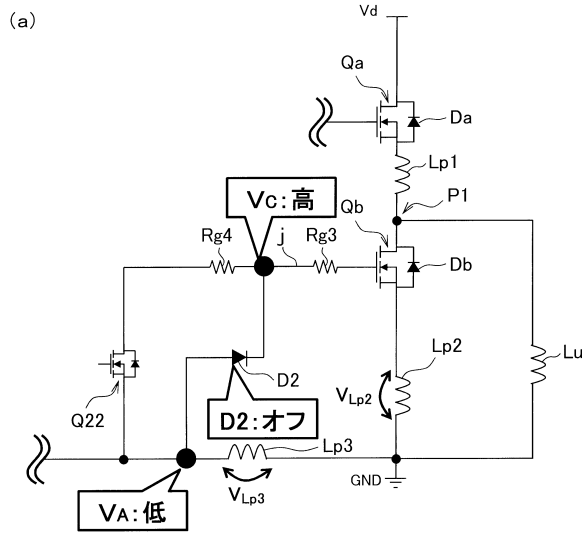 (a)
Vd
Qa
Da
Lp1
P1
VC:高
Qb
Rg4
j
Rg3
Db
Lp2
Lu
D2
VLp2
Q22
D2:オフ
Lp3
GND
VLp3
VA:低